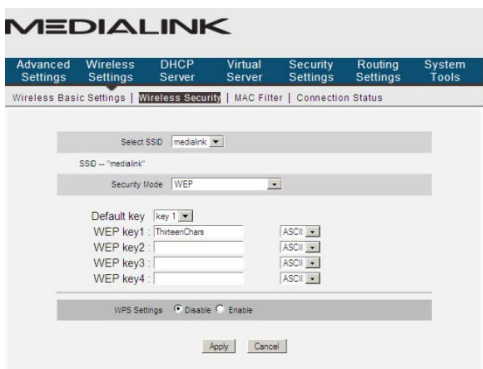 MEDIALINK
Advanced Settings Wireless Settings DHCP Server Virtual Server Security Settings Routing Settings System Tools
Wireless Basic Settings | Wireless Security | MAC Filter | Connection Status
Select SSID medialink
SSID -- "medialink"
Security Mode WEP
Default key key 1
WEP key1 : ThirteenChars ASCII
WEP key2 : ASCII
WEP key3 : ASCII
WEP key4 : ASCII
WPS Settings Disable Enable
Apply Cancel